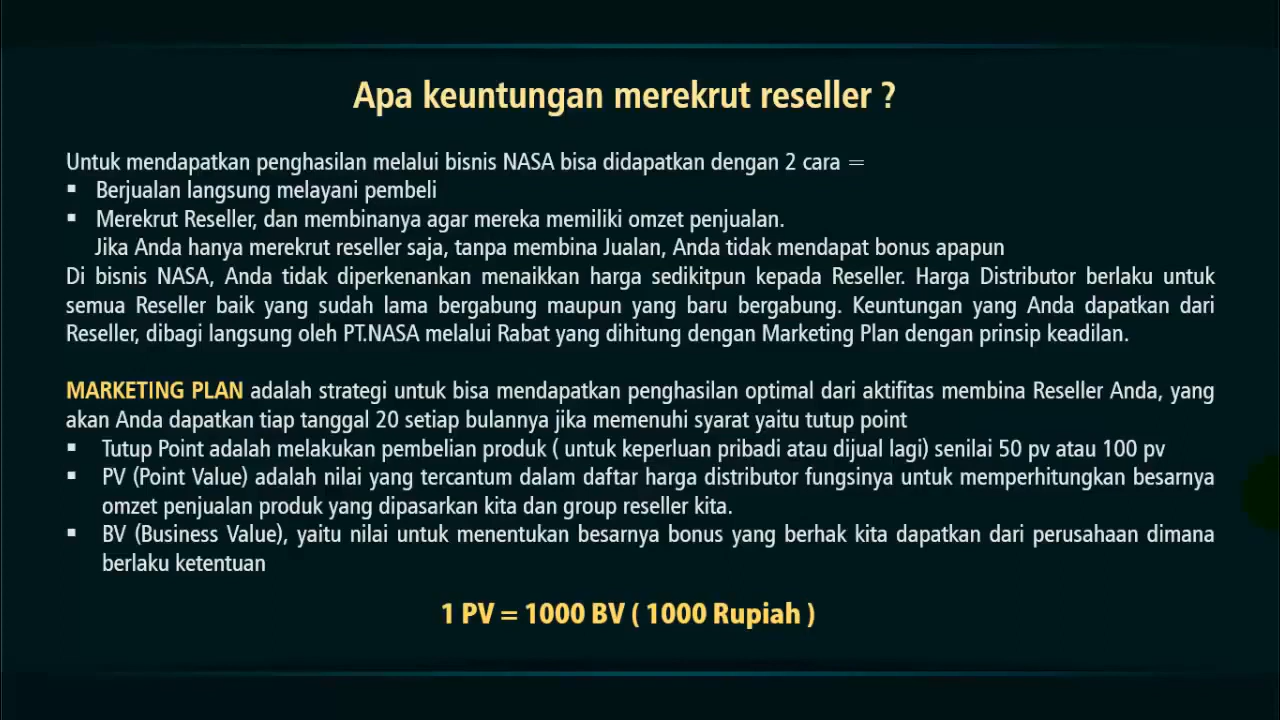 Apa keuntungan merekrut reseller ?
Untuk mendapatkan penghasilan melalui bisnis NASA bisa didapatkan dengan 2 cara =
▪ Berjualan langsung melayani pembeli
▪ Merekrut Reseller, dan membinanya agar mereka memiliki omzet penjualan.
Jika Anda hanya merekrut reseller saja, tanpa membina Jualan, Anda tidak mendapat bonus apapun
Di bisnis NASA, Anda tidak diperkenankan menaikkan harga sedikitpun kepada Reseller. Harga Distributor berlaku untuk
semua Reseller baik yang sudah lama bergabung maupun yang baru bergabung. Keuntungan yang Anda dapatkan dari
Reseller, dibagi langsung oleh PT.NASA melalui Rabat yang dihitung dengan Marketing Plan dengan prinsip keadilan.
MARKETING PLAN adalah strategi untuk bisa mendapatkan penghasilan optimal dari aktifitas membina Reseller Anda, yang
akan Anda dapatkan tiap tanggal 20 setiap bulannya jika memenuhi syarat yaitu tutup point
▪ Tutup Point adalah melakukan pembelian produk ( untuk keperluan pribadi atau dijual lagi) senilai 50 pv atau 100 pv
▪ PV (Point Value) adalah nilai yang tercantum dalam daftar harga distributor fungsinya untuk memperhitungkan besarnya
omzet penjualan produk yang dipasarkan kita dan group reseller kita.
▪ BV (Business Value), yaitu nilai untuk menentukan besarnya bonus yang berhak kita dapatkan dari perusahaan dimana
berlaku ketentuan
1 PV = 1000 BV ( 1000 Rupiah )